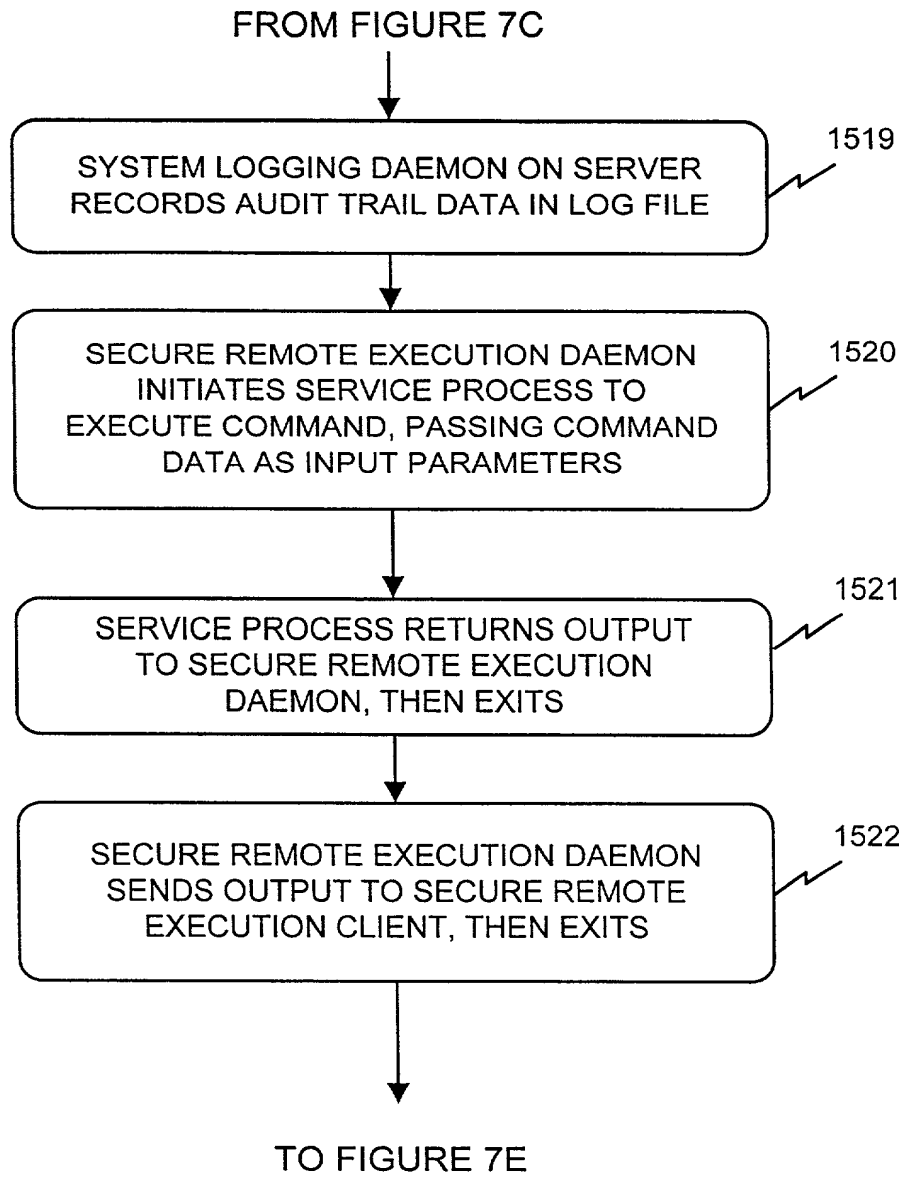 FROM FIGURE 7C
1519
SYSTEM LOGGING DAEMON ON SERVER
RECORDS AUDIT TRAIL DATA IN LOG FILE
1520
SECURE REMOTE EXECUTION DAEMON
INITIATES SERVICE PROCESS TO
EXECUTE COMMAND, PASSING COMMAND
DATA AS INPUT PARAMETERS
1521
SERVICE PROCESS RETURNS OUTPUT
TO SECURE REMOTE EXECUTION
DAEMON, THEN EXITS
1522
SECURE REMOTE EXECUTION DAEMON
SENDS OUTPUT TO SECURE REMOTE
EXECUTION CLIENT, THEN EXITS
TO FIGURE 7E